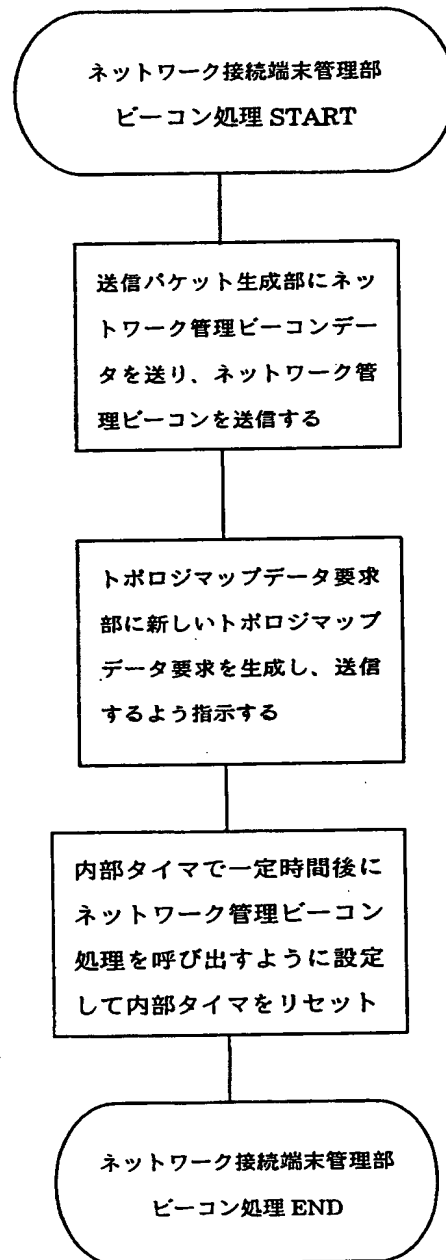 ネットワーク接続端末管理部
ビーコン処理 START
送信パケット生成部にネッ
トワーク管理ビーコンデー
タを送り、ネットワーク管
理ビーコンを送信する
トポロジマップデータ要求
部に新しいトポロジマップ
データ要求を生成し、送信
するよう指示する
内部タイマで一定時間後に
ネットワーク管理ビーコン
処理を呼び出すように設定
して内部タイマをリセット
ネットワーク接続端末管理部
ビーコン処理 END